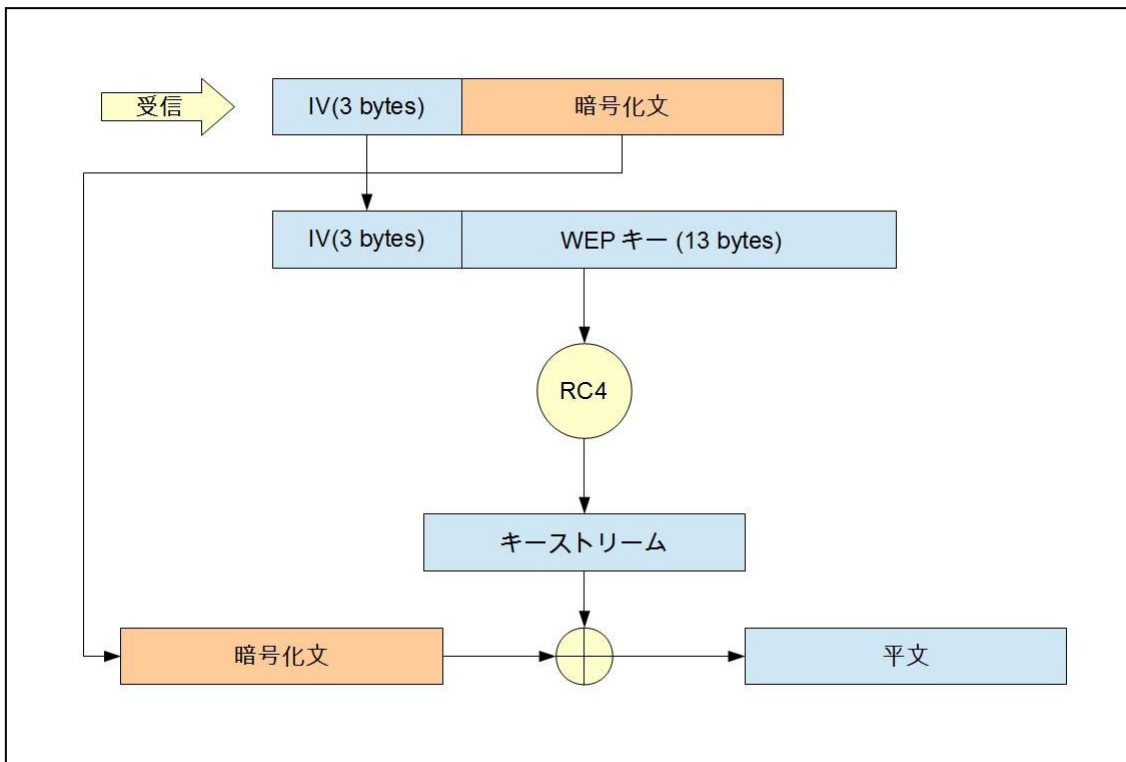 受信
IV(3 bytes)
暗号化文
IV(3 bytes)
WEP キー (13 bytes)
RC4
キーストリーム
暗号化文
平文